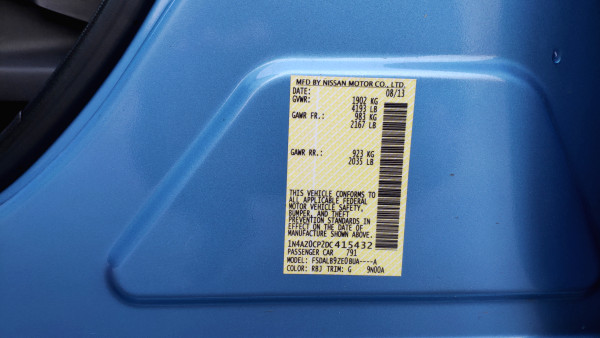 MFD BY NISSAN MOTOR CO., LTD.
DATE: 08/13
GVWR: 1902 KG
4193 LB
GAWR FR.: 983 KG
2167 LB
GAWR RR.: 923 KG
2035 LB
THIS VEHICLE CONFORMS TO
ALL APPLICABLE FEDERAL
MOTOR VEHICLE SAFETY,
BUMPER, AND THEFT
PREVENTION STANDARDS
IN EFFECT ON THE DATE OF
MANUFACTURE SHOWN ABOVE.
1N4AZ0CP2DC415432
PASSENGER CAR 791
MODEL: FSDALB9ZE0BUA----A
COLOR: RBJ TRIM: G 9N00A